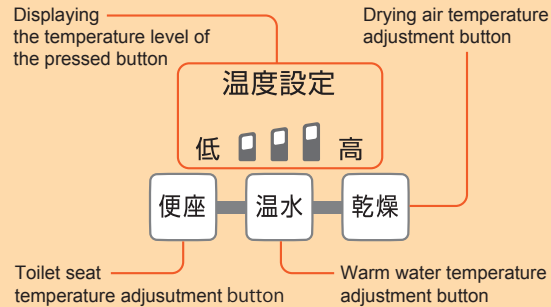 Displaying
the temperature level of
the pressed button
Drying air temperature
adjustment button
温度設定
低 高
便座 温水 乾燥
Toilet seat
temperature adjusutment button
Warm water temperature
adjustment button